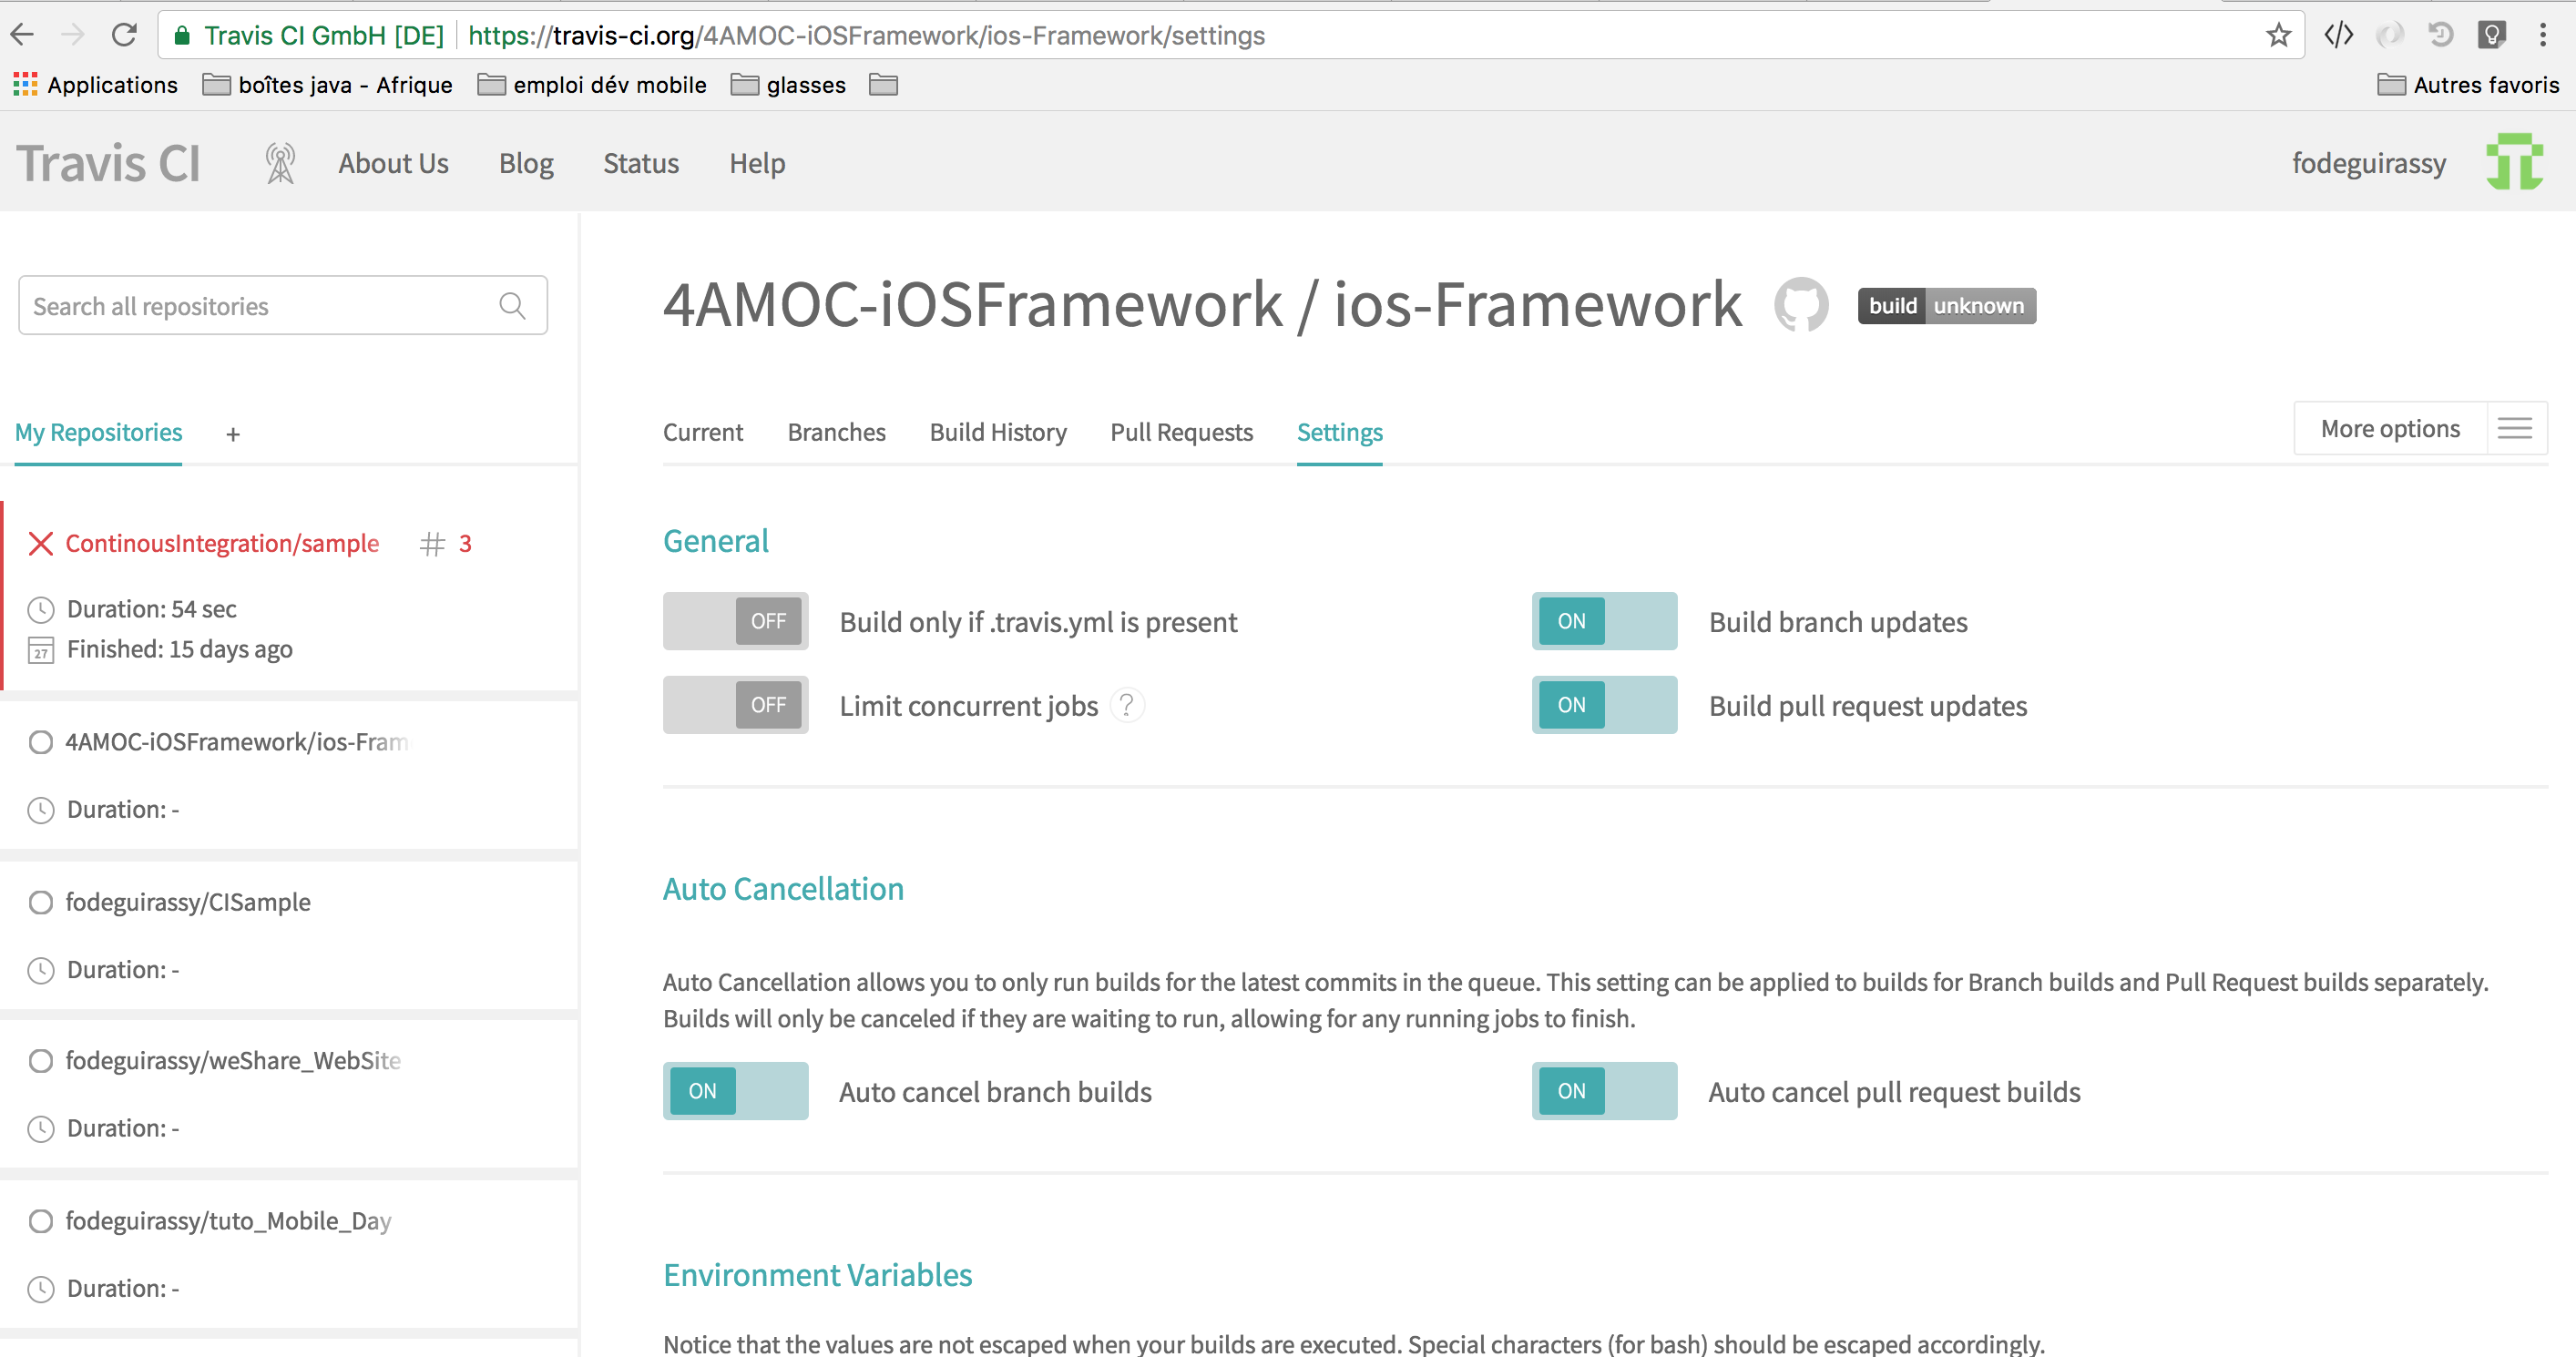 Travis CI GmbH [DE] https://travis-ci.org/4AMOC-iOSFramework/ios-Framework/settings
Applications boîtes java - Afrique emploi dév mobile glasses Autres favoris
Travis CI About Us Blog Status Help fodeguirassy
Search all repositories
My Repositories +
ContinousIntegration/sample # 3
Duration: 54 sec
27 Finished: 15 days ago
4AMOC-iOSFramework/ios-Fram
Duration: -
fodeguirassy/CISample
Duration: -
fodeguirassy/weShare_WebSite
Duration: -
fodeguirassy/tuto_Mobile_Day
Duration: -
4AMOC-iOSFramework / ios-Framework build unknown
Current Branches Build History Pull Requests Settings More options
General
OFF Build only if .travis.yml is present ON Build branch updates
OFF Limit concurrent jobs ? ON Build pull request updates
Auto Cancellation
Auto Cancellation allows you to only run builds for the latest commits in the queue. This setting can be applied to builds for Branch builds and Pull Request builds separately.
Builds will only be canceled if they are waiting to run, allowing for any running jobs to finish.
ON Auto cancel branch builds ON Auto cancel pull request builds
Environment Variables
Notice that the values are not escaped when your builds are executed. Special characters (for bash) should be escaped accordingly.